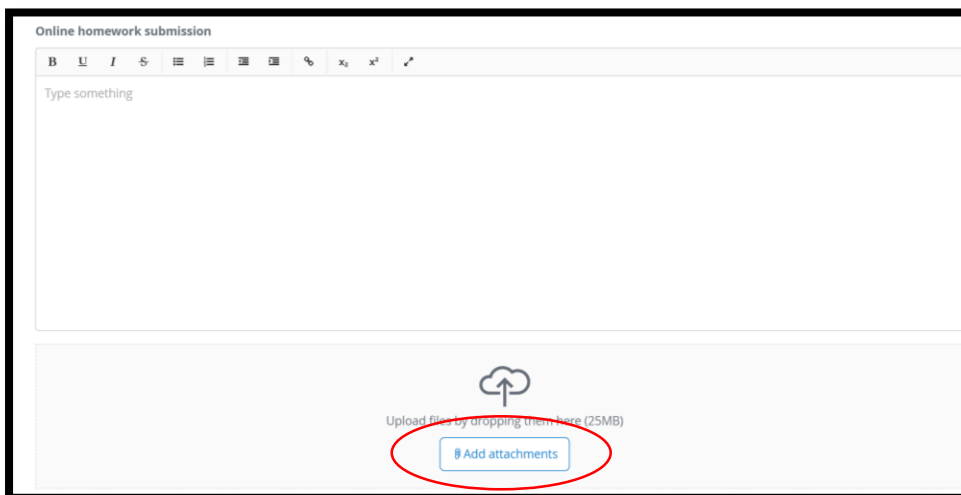 Online homework submission
B U I S x₂ x²
Type something
Upload files by dropping them here (25MB)
Add attachments